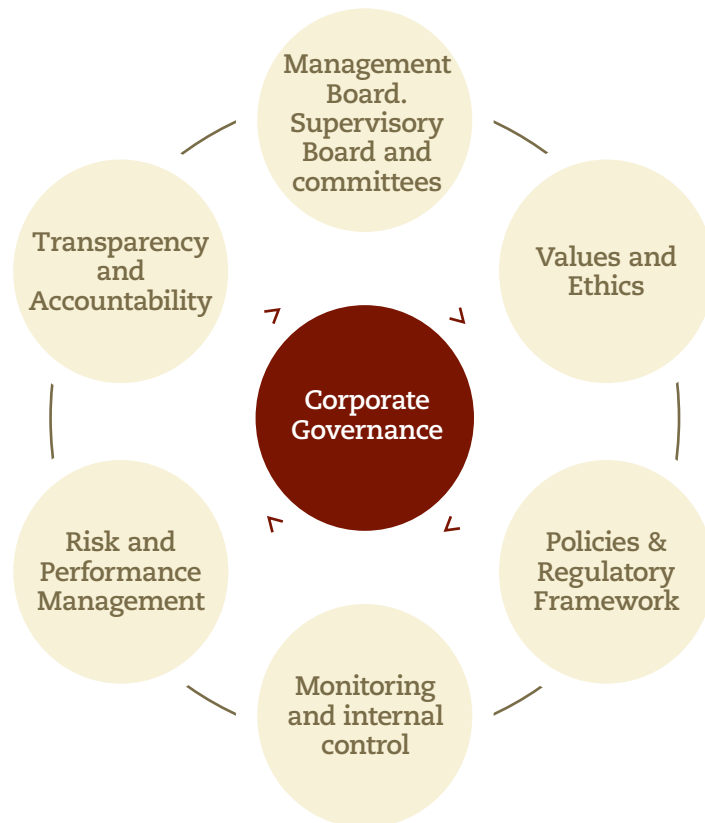 Management
Board.
Supervisory
Board and
committees
Transparency
and
Accountability
Values and
Ethics
Corporate
Governance
Risk and
Performance
Management
Policies &
Regulatory
Framework
Monitoring
and internal
control